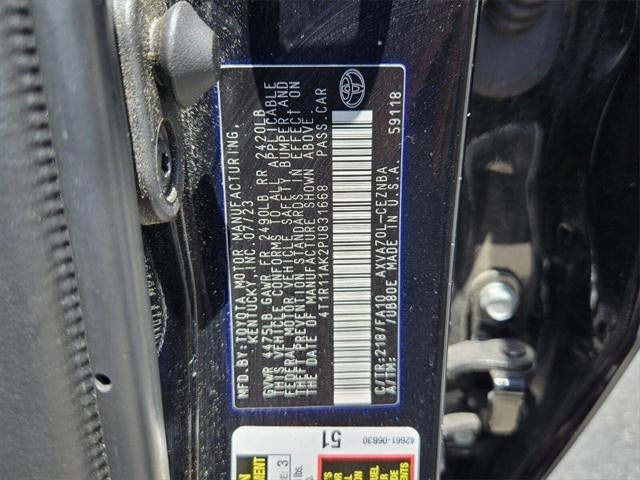 MFD.BY:TOYOTA MOTOR MANUFACTURING,
KENTUCKY,INC. 07/23
GVWR 4415LB GAWR FR 2490LB RR 2420LB
THIS VEHICLE CONFORMS TO ALL APPLICABLE
FEDERAL MOTOR VEHICLE SAFETY, BUMPER AND
THEFT PREVENTION STANDARDS IN EFFECT ON
THE DATE OF MANUFACTURE SHOWN ABOVE.
4T1R11AK2PU831668 PASS.CAR
C/TR:218/FA10 AXVA70L-CEZNBA
A/TM: /UB80E MADE IN U.S.A. 59118
51
42661-06B30